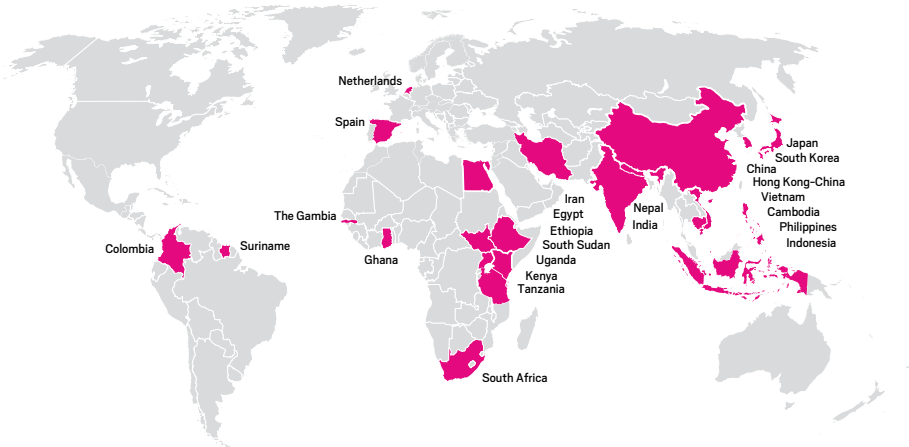 Netherlands
Spain
The Gambia
Colombia
Suriname
Ghana
Iran
Egypt
Ethiopia
South Sudan
Uganda
Kenya
Tanzania
South Africa
Nepal
India
Japan
South Korea
China
Hong Kong–China
Vietnam
Cambodia
Philippines
Indonesia